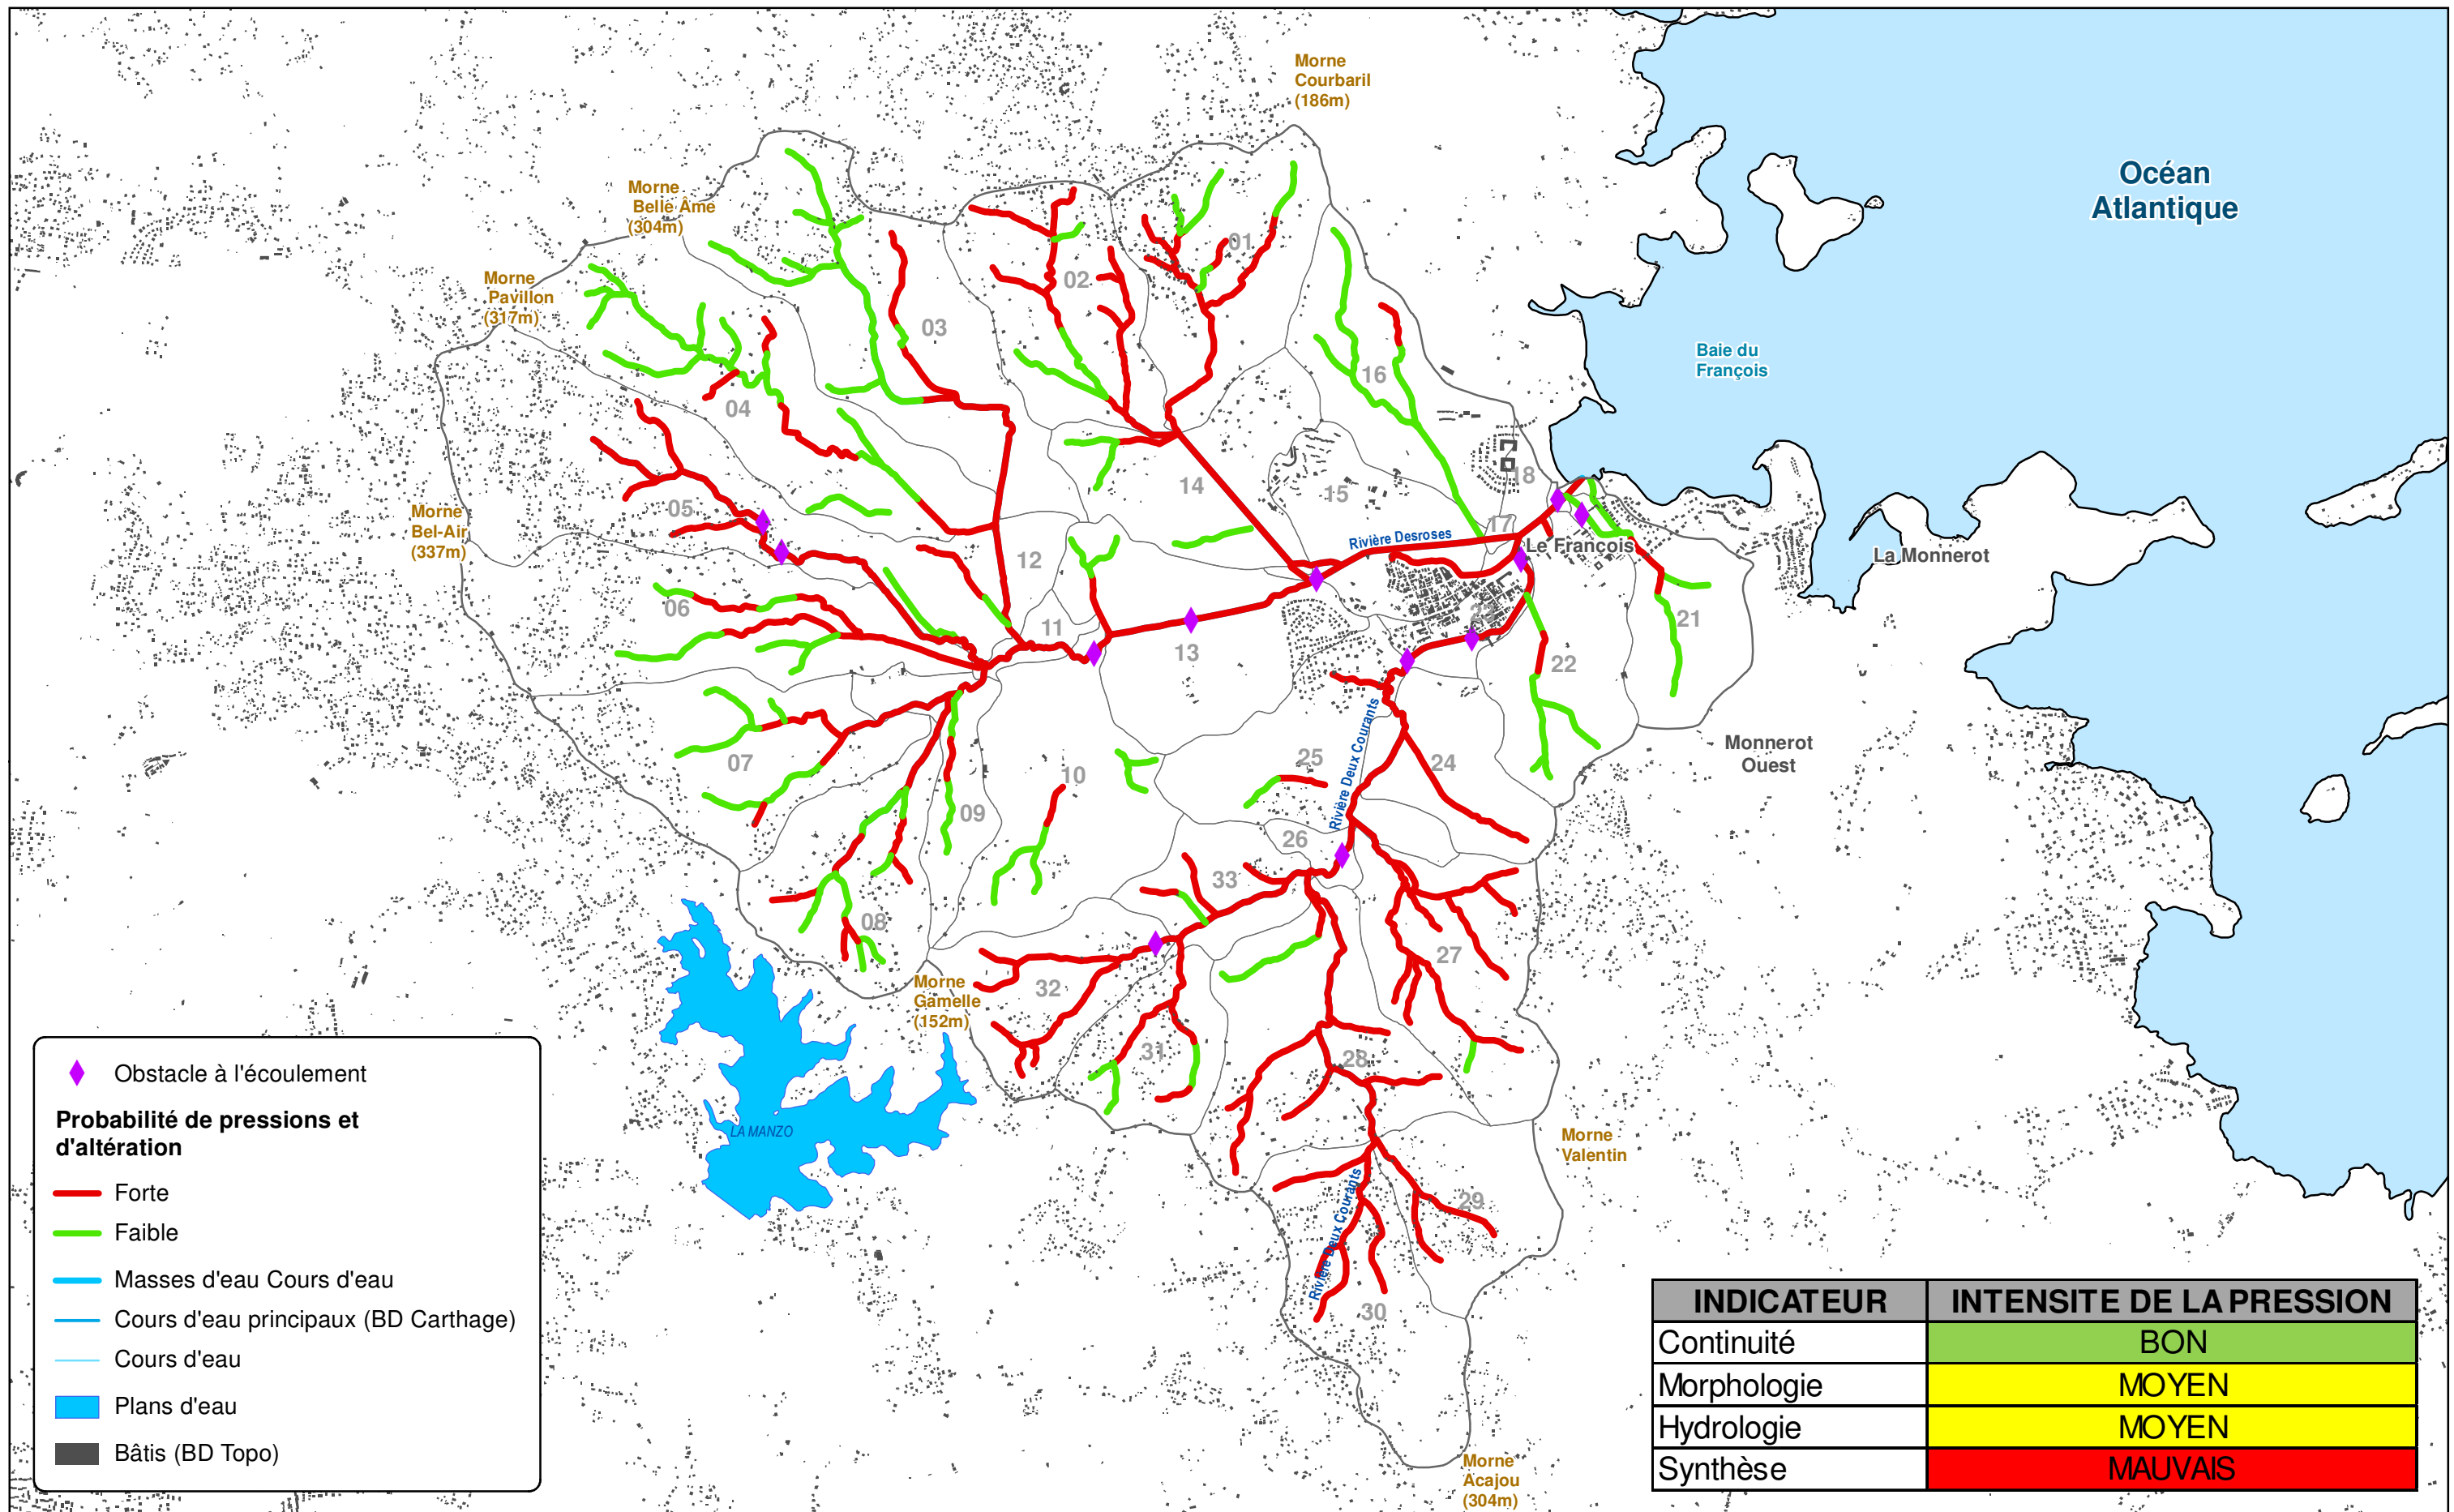 Morne
Courbaril
(186m)
Océan
Atlantique
Morne
Belle Âme
(304m)
01
Morne
Pavillon
(317m)
02
03
Baie du
François
16
04
18
14
15
05
Morne
Bel-Air
(337m)
17
Rivière Desroses
Le François
La Monnerot
12
06
23
21
11
13
22
Rivière Deux Courants
Monnerot
Ouest
07
25
24
10
09
26
33
08
27
Morne
Gamelle
(152m)
32
31
28
LA MANZO
Morne
Valentin
29
Rivière Deux Courants
30
Morne
Acajou
(304m)
Obstacle à l'écoulement
Probabilité de pressions et
d'altération
Forte
Faible
Masses d'eau Cours d'eau
Cours d'eau principaux (BD Carthage)
Cours d'eau
Plans d'eau
Bâtis (BD Topo)
INDICATEUR INTENSITE DE LA PRESSION
Continuité BON
Morphologie MOYEN
Hydrologie MOYEN
Synthèse MAUVAIS